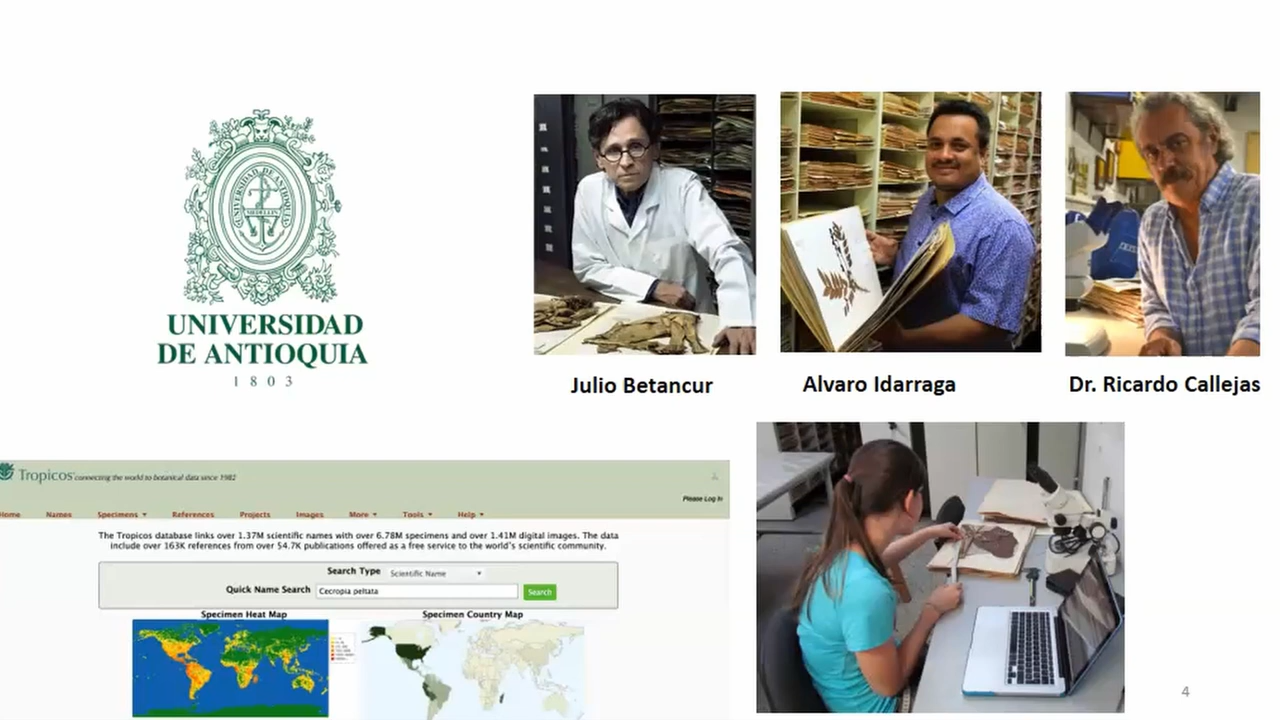 UNIVERSIDAD DE ANTIOQUIA
MEDELLIN
UNIVERSIDAD
DE ANTIOQUIA
1803
Julio Betancur
Alvaro Idarraga
Dr. Ricardo Callejas
Tropicos connecting the world to botanical data since 1982
Please Log In
Home Names Specimens References Projects Images More Tools Help
The Tropicos database links over 1.37M scientific names with over 6.78M specimens and over 1.41M digital images. The data
include over 163K references from over 54.7K publications offered as a free service to the world's scientific community.
Search Type Scientific Name
Quick Name Search Cecropia peltata Search
Specimen Heat Map Specimen Country Map
4